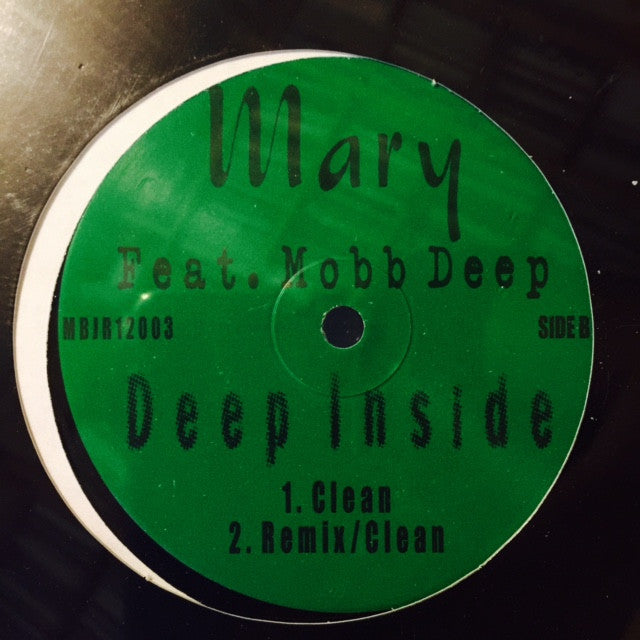 Mary
Feat. Mobb Deep
MBJR12003
SIDE B
Deep Inside
1. Clean
2. Remix/Clean